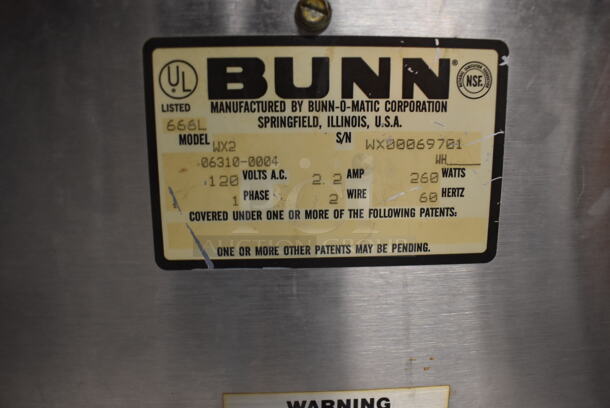 UL
BUNN®
NSF.
LISTED
MANUFACTURED BY BUNN-O-MATIC CORPORATION
666L
SPRINGFIELD, ILLINOIS, U.S.A.
MODEL WX2 S/N WX00069701
06310-0004 WH
120 VOLTS A.C. 2.2 AMP 260 WATTS
1 PHASE 2 WIRE 60 HERTZ
COVERED UNDER ONE OR MORE OF THE FOLLOWING PATENTS:
ONE OR MORE OTHER PATENTS MAY BE PENDING.
WARNING